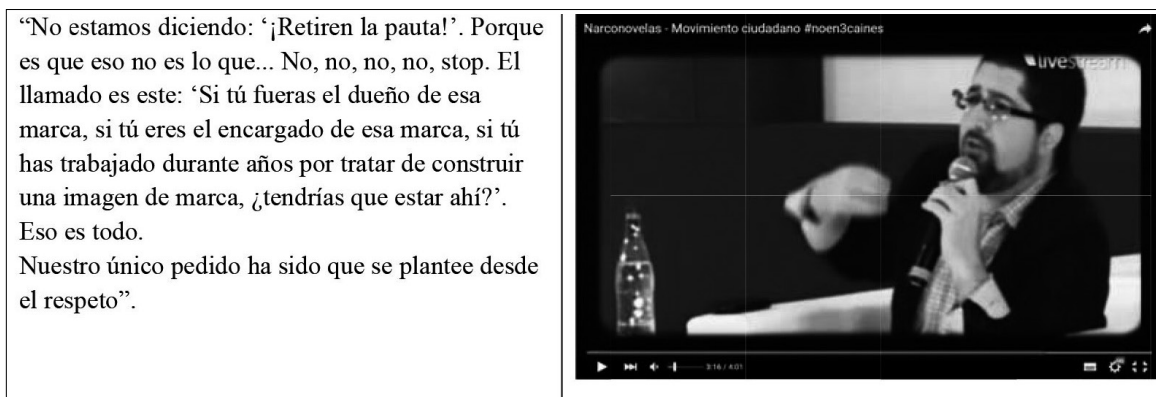 “No estamos diciendo: ‘¡Retiren la pauta!’. Porque
es que eso no es lo que... No, no, no, no, stop. El
llamado es este: ‘Si tú fueras el dueño de esa
marca, si tú eres el encargado de esa marca, si tú
has trabajado durante años por tratar de construir
una imagen de marca, ¿tendrías que estar ahí?’.
Eso es todo.
Nuestro único pedido ha sido que se plantee desde
el respeto”.
Narconovelas - Movimiento ciudadano #noen3caines
livestream
3:16 / 4:01